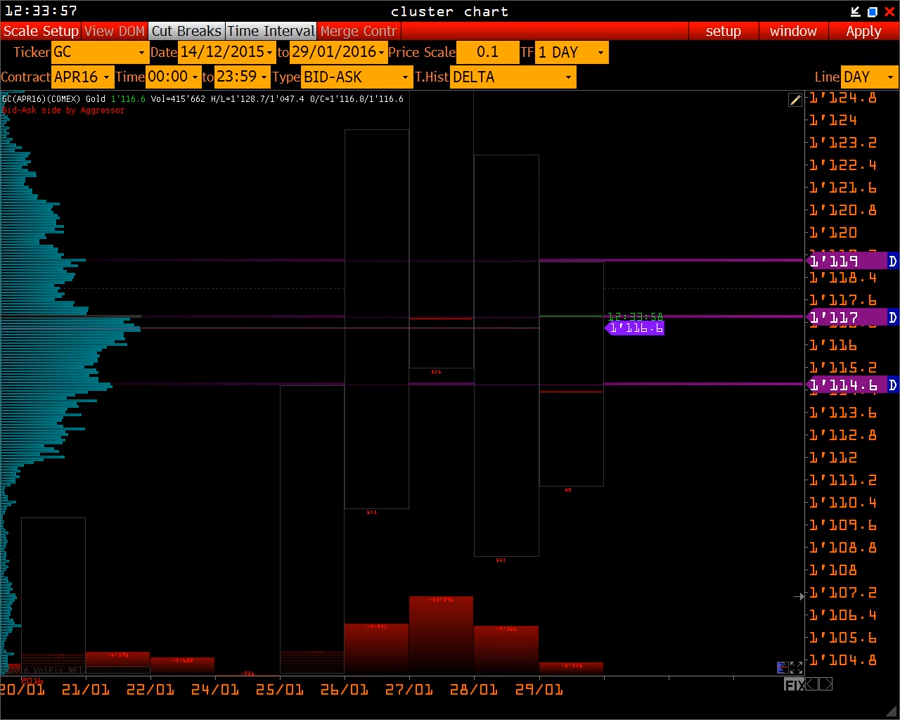 12:33:57 cluster chart
Scale Setup View DOM Cut Breaks Time Interval Merge Contr setup window Apply
Ticker GC Date 14/12/2015 to 29/01/2016 Price Scale 0.1 TF 1 DAY
Contract APR16 Time 00:00 to 23:59 Type BID-ASK T.Hist DELTA Line DAY
GC(APR16)(COMEX) Gold 1'116.6 Vol=415'662 H/L=1'128.7/1'047.4 O/C=1'116.8/1'116.6
Bid-Ask side by Aggressor
1'124.8
1'124
1'123.2
1'122.4
1'121.6
1'120.8
1'120
1'119 D
1'118.4
1'117.6
12:33:58
1'117 D
1'116.6
1'116
1'115.2
1'114.6 D
1'113.6
1'112.8
1'112
1'111.2
1'110.4
1'109.6
1'108.8
1'108
1'107.2
1'106.4
1'105.6
1'104.8
VolFix.NET
20/01 21/01 22/01 24/01 25/01 26/01 27/01 28/01 29/01
FIX